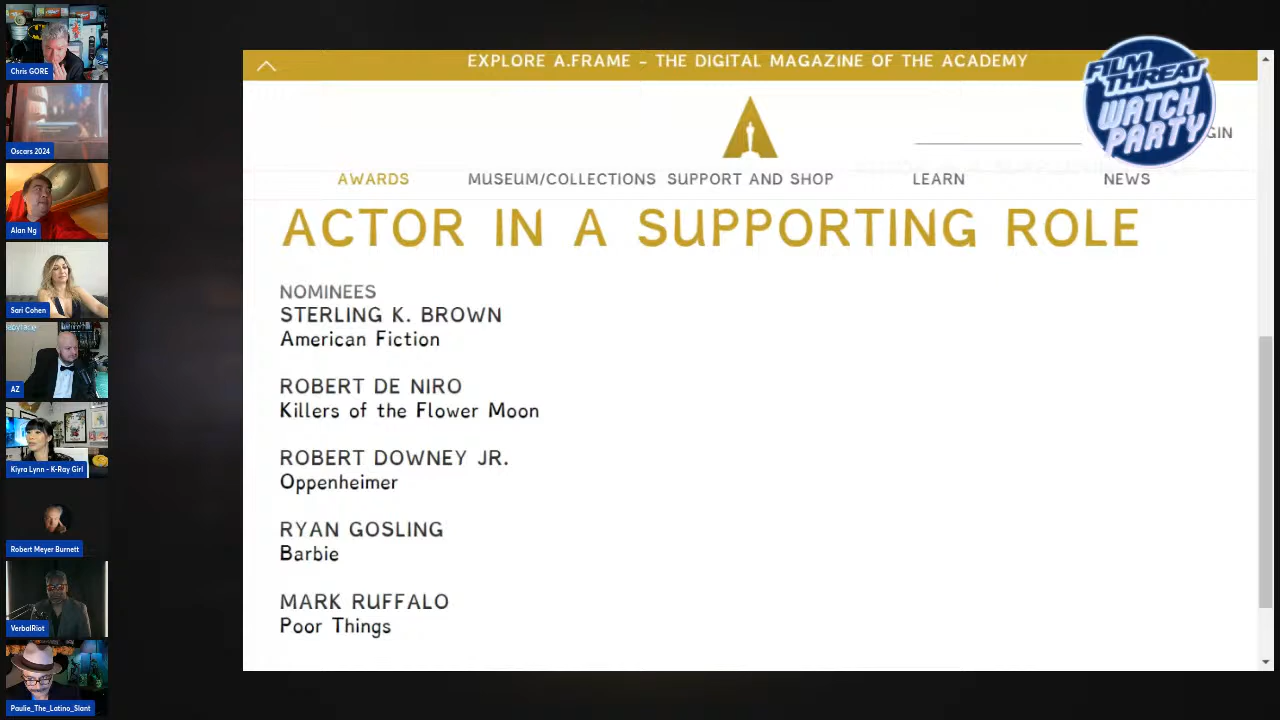 Chris GORE
Oscars 2024
Alan Ng
Sari Cohen
AZ
Kiyra Lynn - K-Ray Girl
Robert Meyer Burnett
VerbalRiot
Paulie_The_Latino_Slant
EXPLORE A.FRAME – THE DIGITAL MAGAZINE OF THE ACADEMY
FILM
THREAT
WATCH
PARTY
AWARDS MUSEUM/COLLECTIONS SUPPORT AND SHOP LEARN NEWS
ACTOR IN A SUPPORTING ROLE
NOMINEES
STERLING K. BROWN
American Fiction
ROBERT DE NIRO
Killers of the Flower Moon
ROBERT DOWNEY JR.
Oppenheimer
RYAN GOSLING
Barbie
MARK RUFFALO
Poor Things